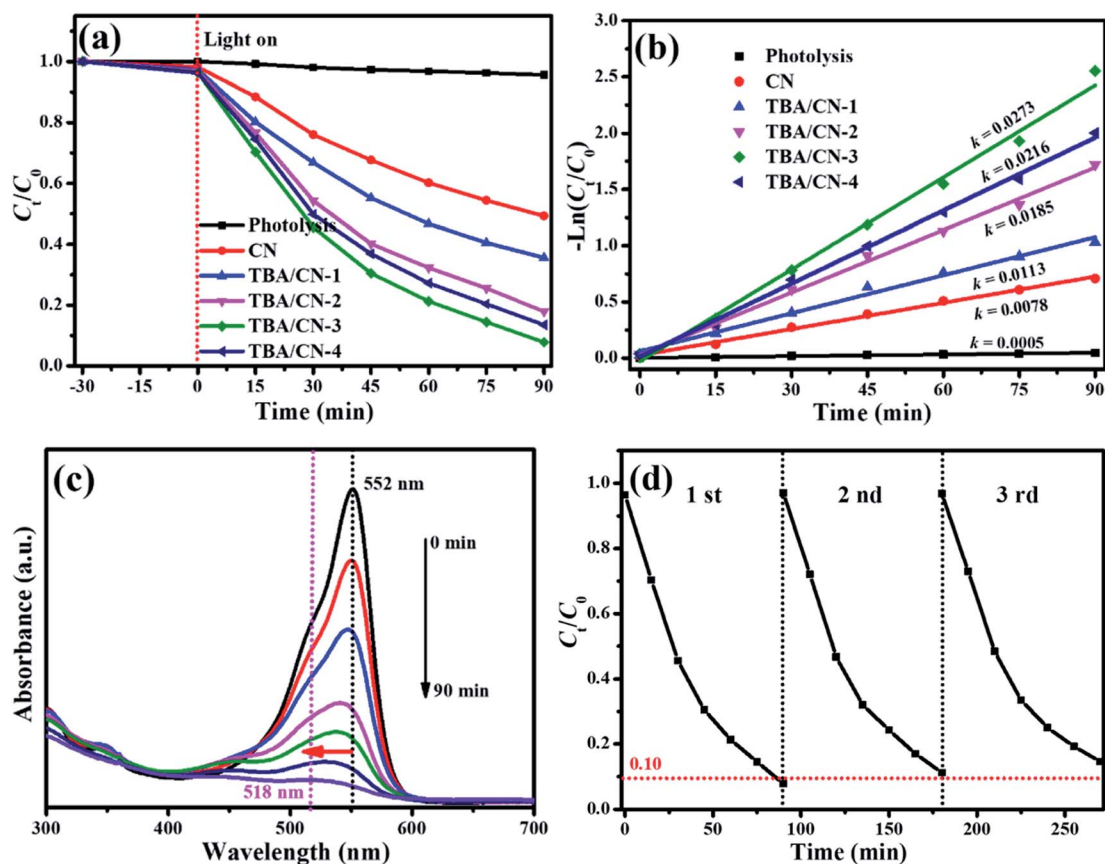 (a)
Light on
1.0
0.8
0.6
0.4
0.2
0.0
Ct/C0
Photolysis
CN
TBA/CN-1
TBA/CN-2
TBA/CN-3
TBA/CN-4
-30 -15 0 15 30 45 60 75 90
Time (min)
(b)
3.0
2.5
2.0
1.5
1.0
0.5
0.0
-Ln(Ct/C0)
Photolysis
CN
TBA/CN-1
TBA/CN-2
TBA/CN-3
TBA/CN-4
k = 0.0273
k = 0.0216
k = 0.0185
k = 0.0113
k = 0.0078
k = 0.0005
0 15 30 45 60 75 90
Time (min)
(c)
552 nm
0 min
90 min
518 nm
Absorbance (a.u.)
300 400 500 600 700
Wavelength (nm)
(d)
1 st 2 nd 3 rd
1.0
0.8
0.6
0.4
0.2
0.0
0.10
Ct/C0
0 50 100 150 200 250
Time (min)